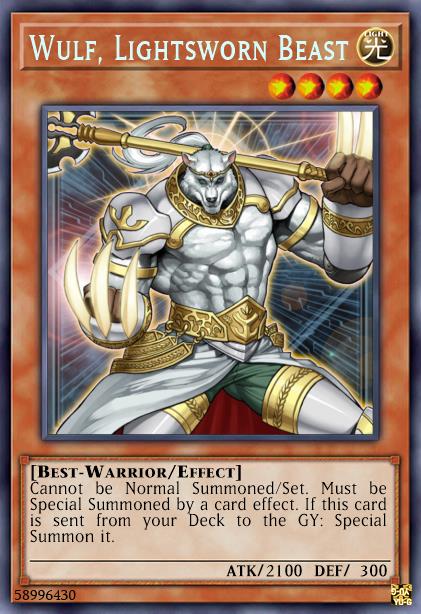 Wulf, Lightsworn Beast
LIGHT
光
[Best-Warrior/Effect]
Cannot be Normal Summoned/Set. Must be
Special Summoned by a card effect. If this card
is sent from your Deck to the GY: Special
Summon it.
ATK/2100 DEF/ 300
58996430